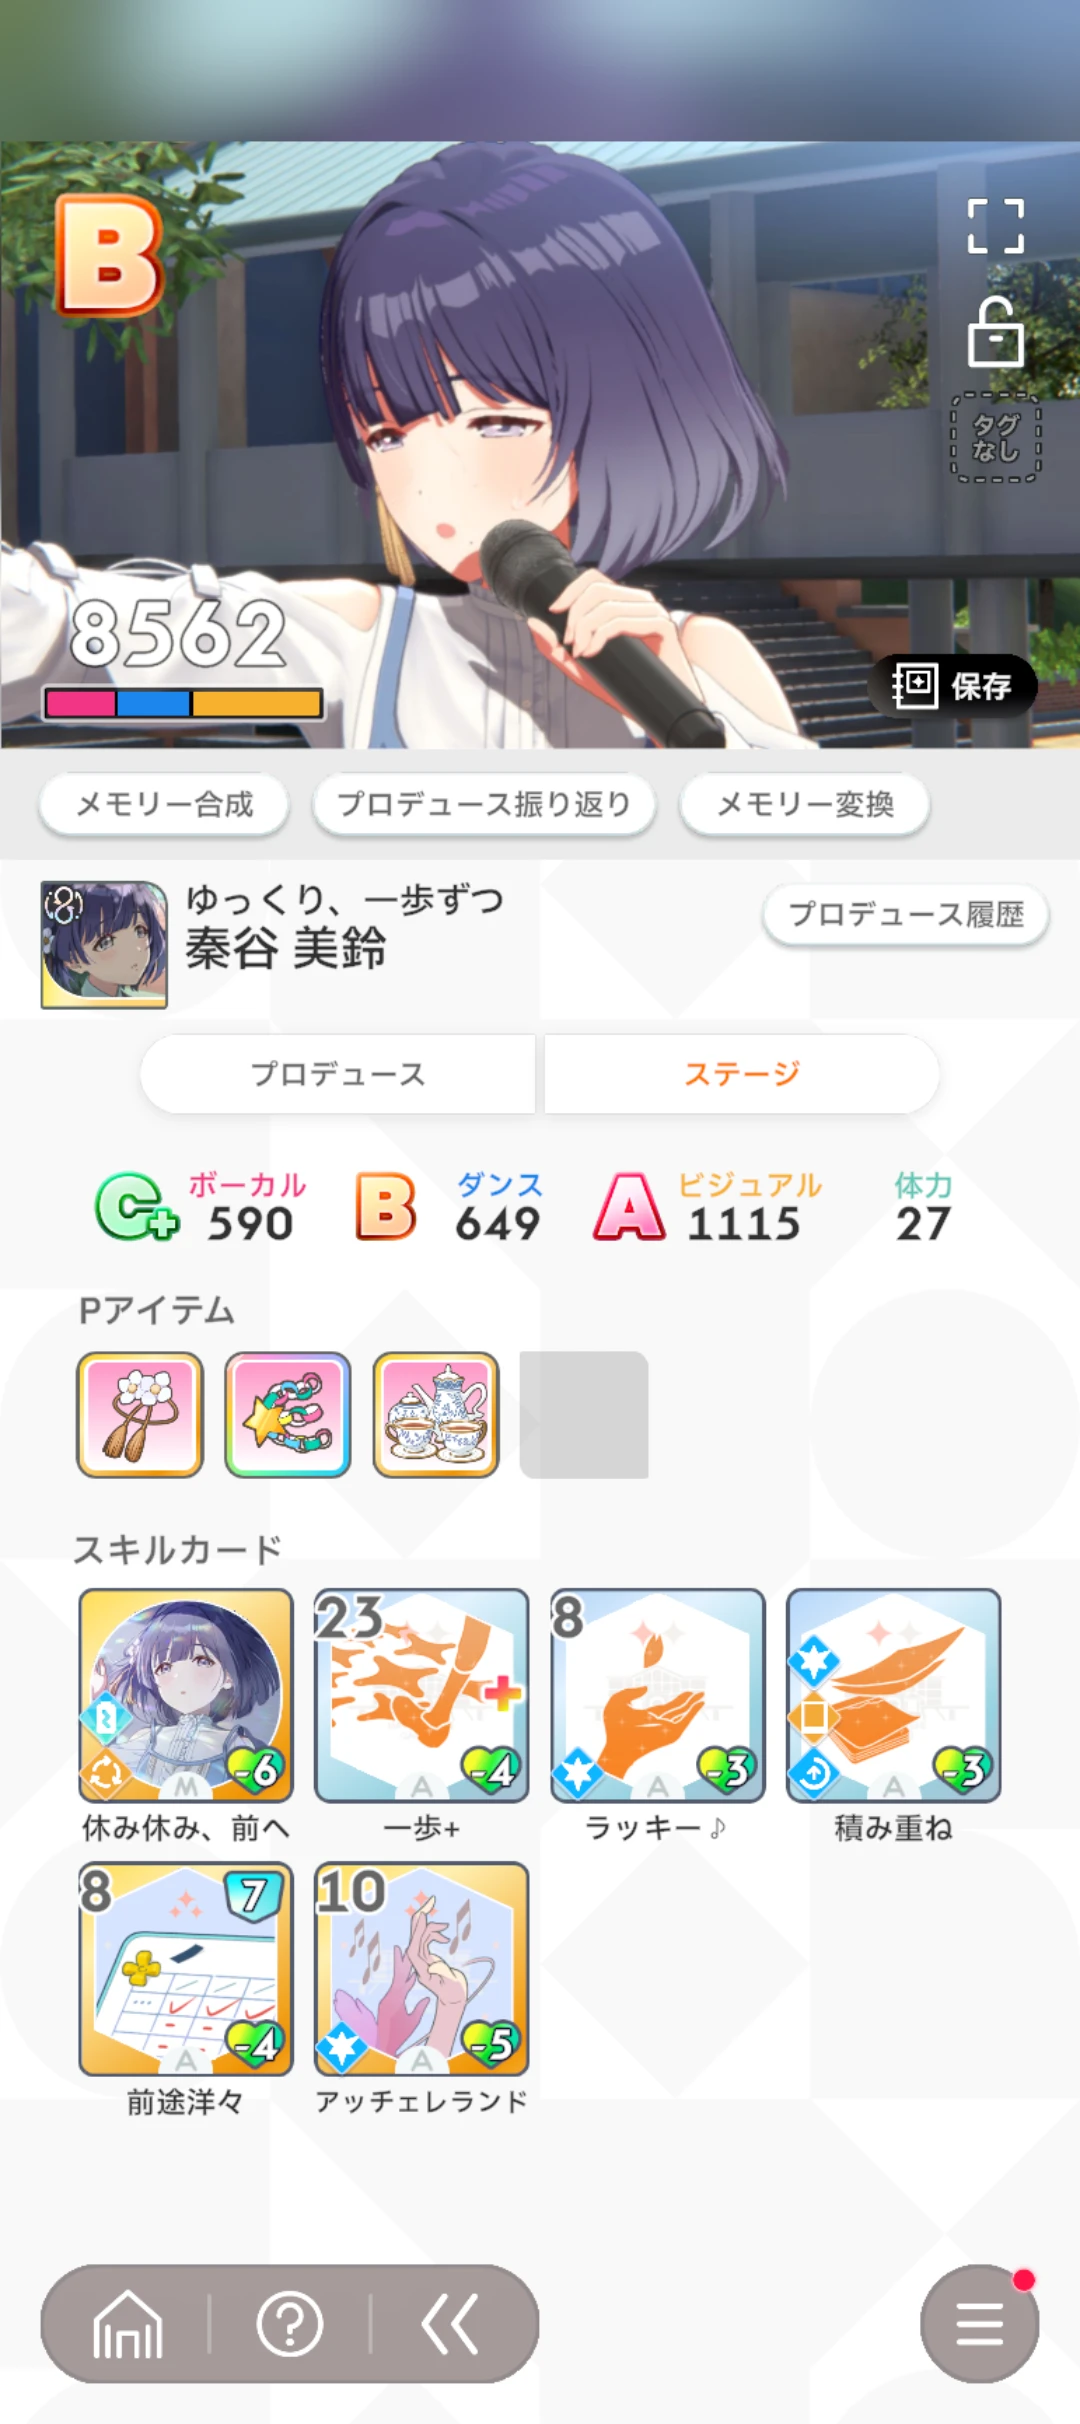 B
タグ
なし
8562
保存
メモリー合成
プロデュース振り返り
メモリー変換
ゆっくり、一歩ずつ
秦谷 美鈴
プロデュース履歴
プロデュース
ステージ
C+ ボーカル 590
B ダンス 649
A ビジュアル 1115
体力 27
Pアイテム
スキルカード
M -6
23 + A -4
8 A -3
A -3
休み休み、前へ
一歩+
ラッキー♪
積み重ね
8 7 A -4
10 A -5
前途洋々
アッチェレランド
?